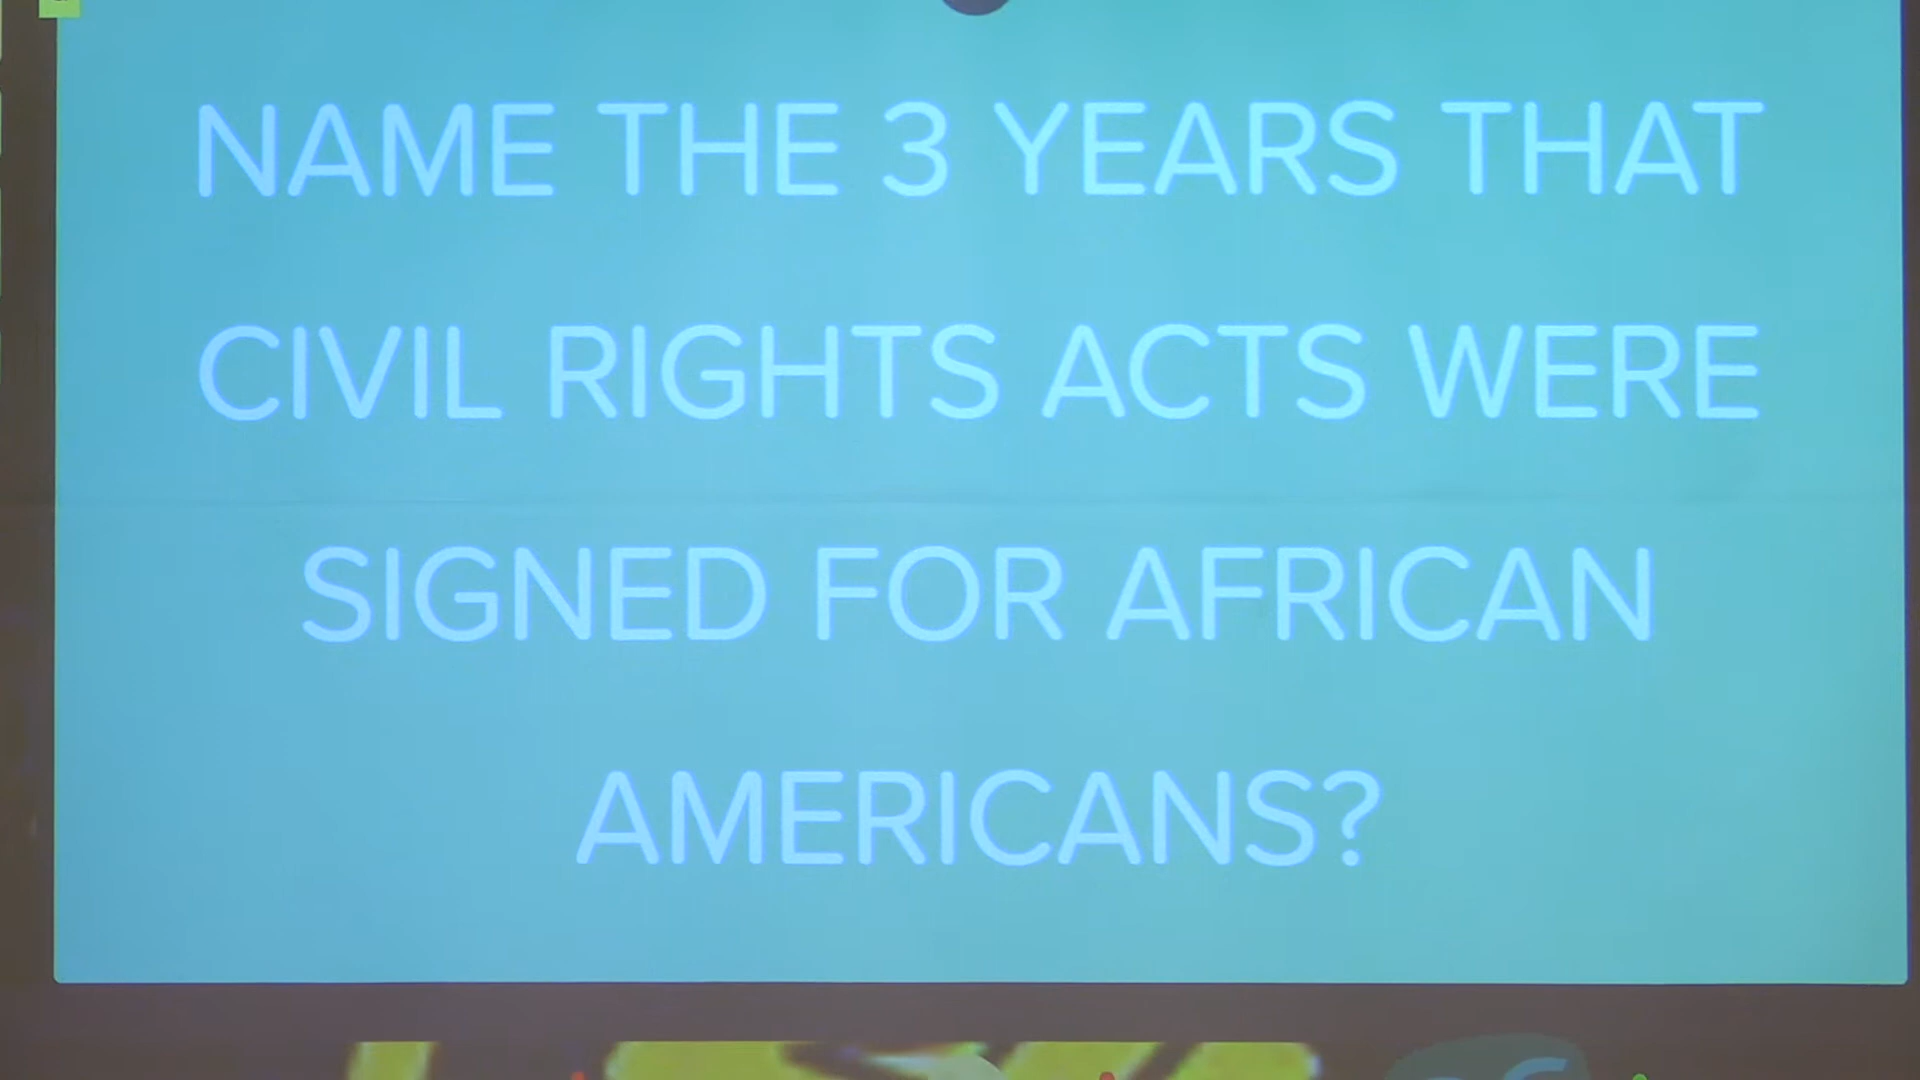 NAME THE 3 YEARS THAT
CIVIL RIGHTS ACTS WERE
SIGNED FOR AFRICAN
AMERICANS?